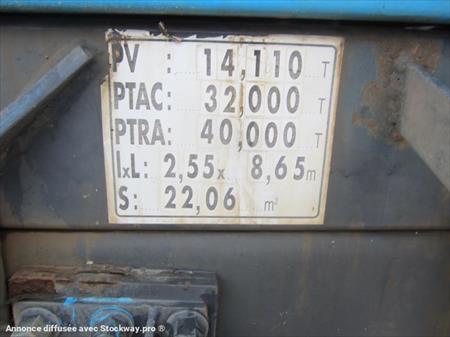 PV : 14,110 T
PTAC: 32,000 T
PTRA: 40,000 T
lxL: 2,55 x 8,65 m
S: 22,06 m²
Annonce diffusée avec Stockway.pro ®